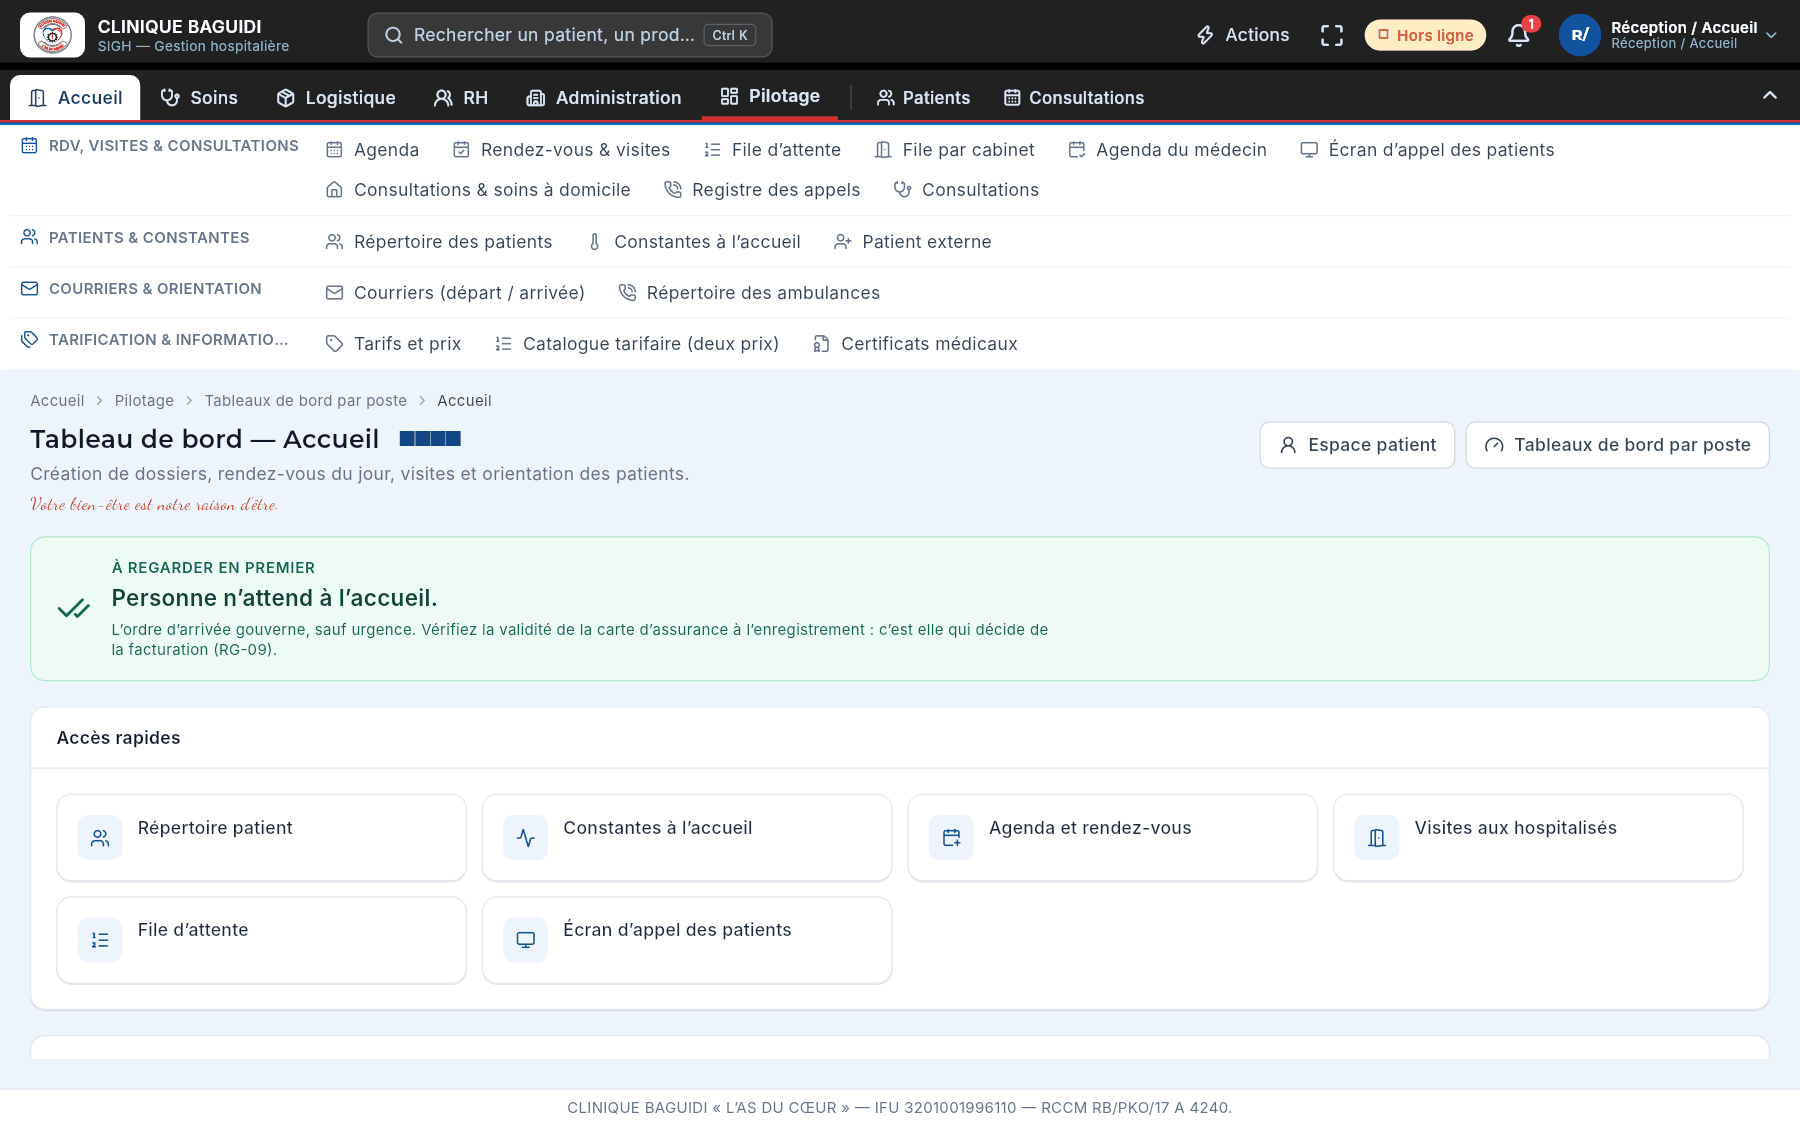 CLINIQUE BAGUIDI
SIGH — Gestion hospitalière
Rechercher un patient, un prod... Ctrl K
Actions
Hors ligne
1
R/
Réception / Accueil
Réception / Accueil
Accueil Soins Logistique RH Administration Pilotage Patients Consultations
RDV, VISITES & CONSULTATIONS
Agenda Rendez-vous & visites File d’attente File par cabinet Agenda du médecin Écran d’appel des patients
Consultations & soins à domicile Registre des appels Consultations
PATIENTS & CONSTANTES
Répertoire des patients Constantes à l’accueil Patient externe
COURRIERS & ORIENTATION
Courriers (départ / arrivée) Répertoire des ambulances
TARIFICATION & INFORMATIO...
Tarifs et prix Catalogue tarifaire (deux prix) Certificats médicaux
Accueil > Pilotage > Tableaux de bord par poste > Accueil
Tableau de bord — Accueil
Espace patient
Tableaux de bord par poste
Création de dossiers, rendez-vous du jour, visites et orientation des patients.
Votre bien-être est notre raison d’être.
À REGARDER EN PREMIER
Personne n’attend à l’accueil.
L’ordre d’arrivée gouverne, sauf urgence. Vérifiez la validité de la carte d’assurance à l’enregistrement : c’est elle qui décide de
la facturation (RG-09).
Accès rapides
Répertoire patient
Constantes à l’accueil
Agenda et rendez-vous
Visites aux hospitalisés
File d’attente
Écran d’appel des patients
CLINIQUE BAGUIDI « L’AS DU CŒUR » — IFU 3201001996110 — RCCM RB/PKO/17 A 4240.